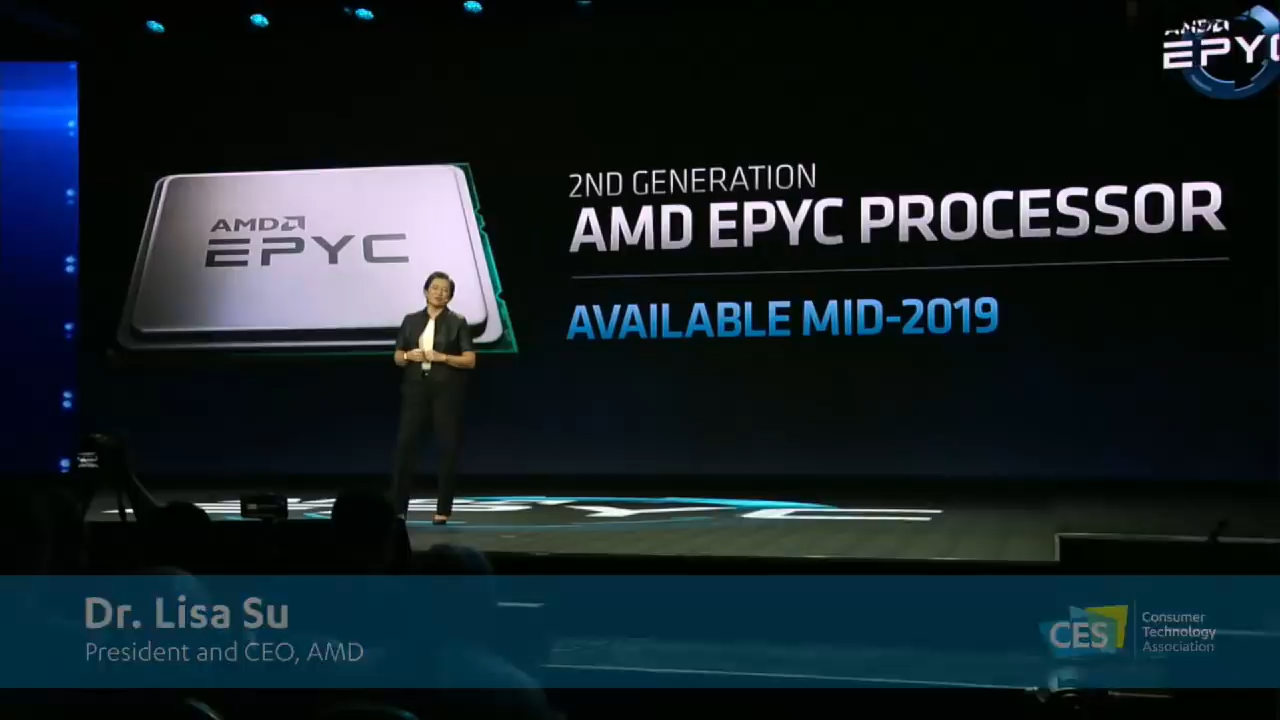 AMD
EPYC
2ND GENERATION
AMD EPYC PROCESSOR
AVAILABLE MID-2019
AMD
EPYC
EPYC
Dr. Lisa Su
President and CEO, AMD
CES
Consumer
Technology
Association